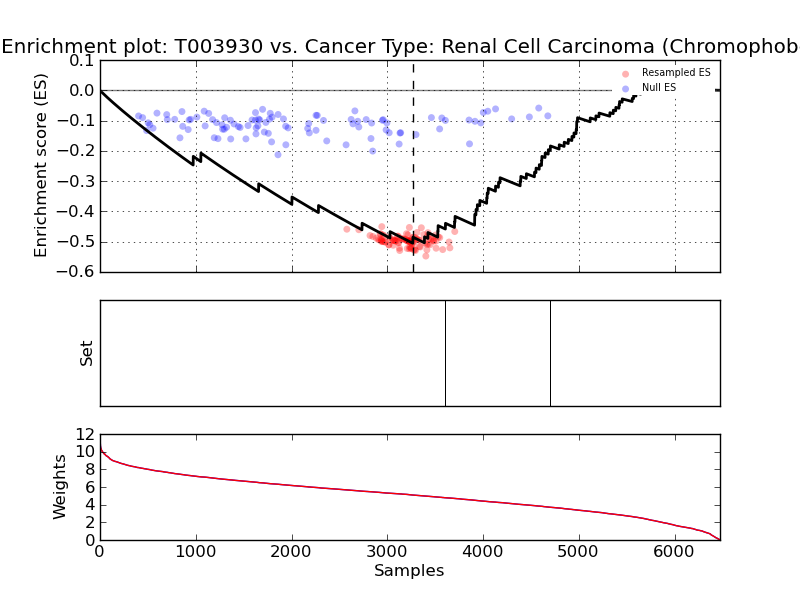 Enrichment plot: T003930 vs. Cancer Type: Renal Cell Carcinoma (Chromophob
Resampled ES
Null ES
Enrichment score (ES)
0.1
0.0
−0.1
−0.2
−0.3
−0.4
−0.5
−0.6
Set
Weights
12
10
8
6
4
2
0
0 1000 2000 3000 4000 5000 6000
Samples